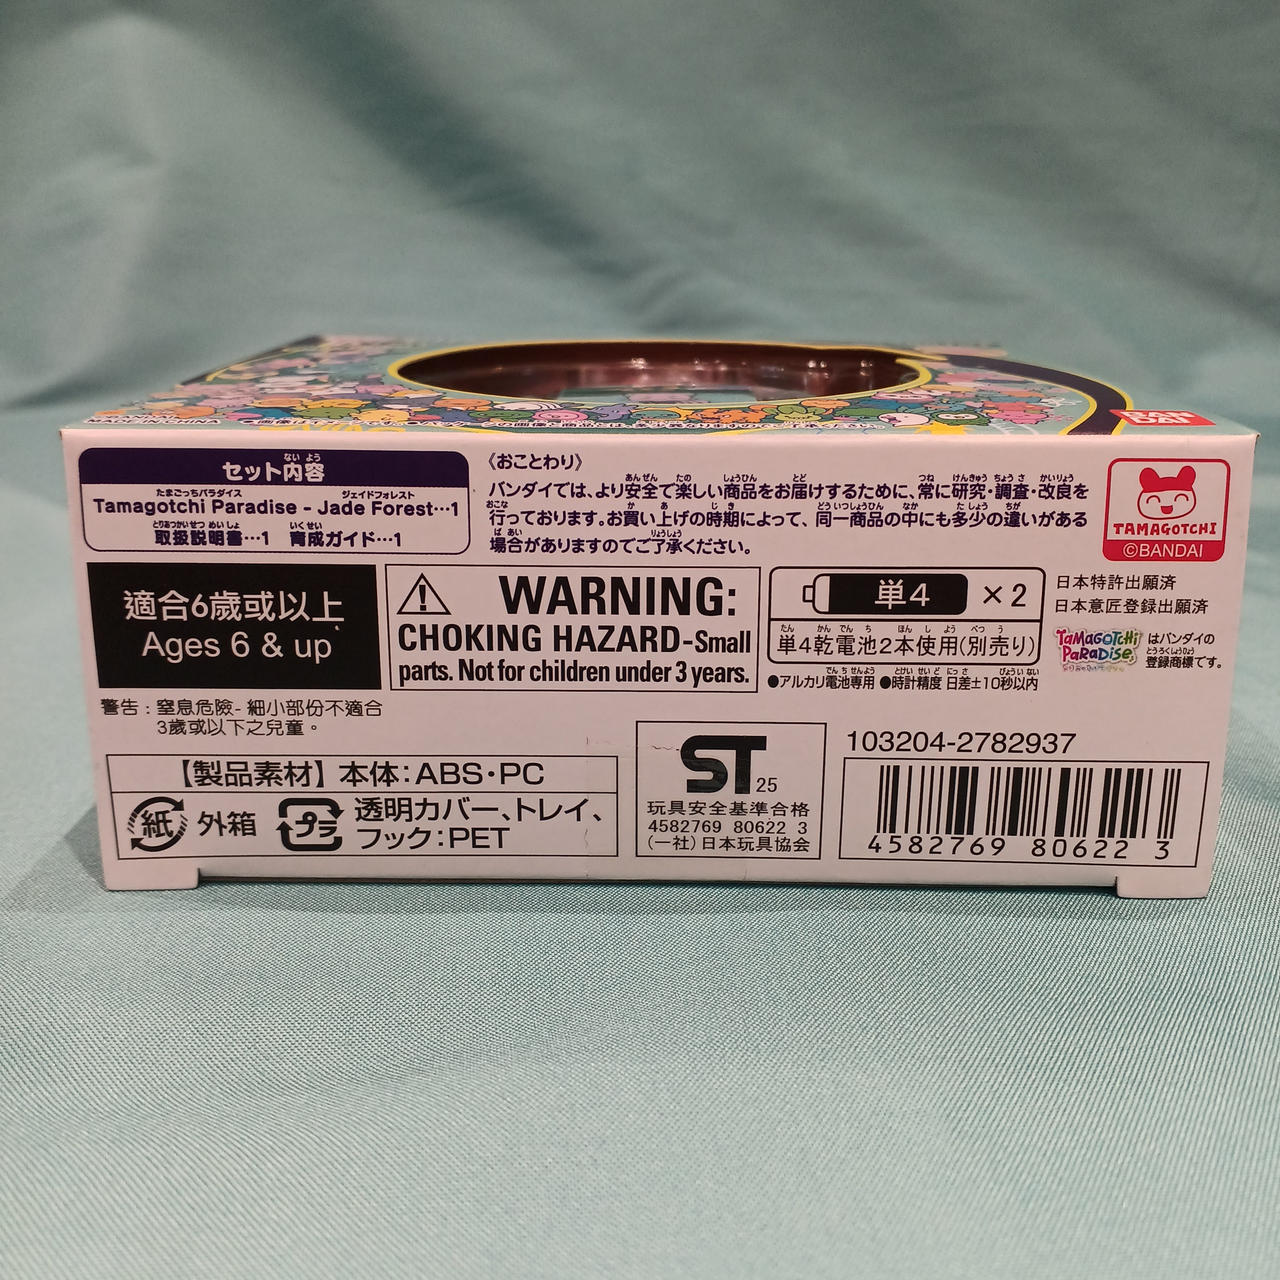 MADE IN CHINA
BAN
DAI
セット内容
Tamagotchi Paradise - Jade Forest…1
取扱説明書…1 育成ガイド…1
《おことわり》
バンダイでは、より安全で楽しい商品をお届けするために、常に研究・調査・改良を
行っております。お買い上げの時期によって、同一商品の中にも多少の違いがある
場合がありますのでご了承ください。
TAMAGOTCHI
©BANDAI
適合6歲或以上
Ages 6 & up
警告：窒息危險- 細小部份不適合
3歲或以下之兒童。
WARNING:
CHOKING HAZARD-Small
parts. Not for children under 3 years.
単4 ×2
単4乾電池2本使用(別売り)
●アルカリ電池専用 ●時計精度 日差±10秒以内
日本特許出願済
日本意匠登録出願済
TAMAGOTCHI PARADISE はバンダイの
登録商標です。
【製品素材】本体：ABS・PC
紙 外箱 プラ 透明カバー、トレイ、
フック：PET
ST 25
玩具安全基準合格
4582769 80622 3
(一社)日本玩具協会
103204-2782937
4582769 80622 3